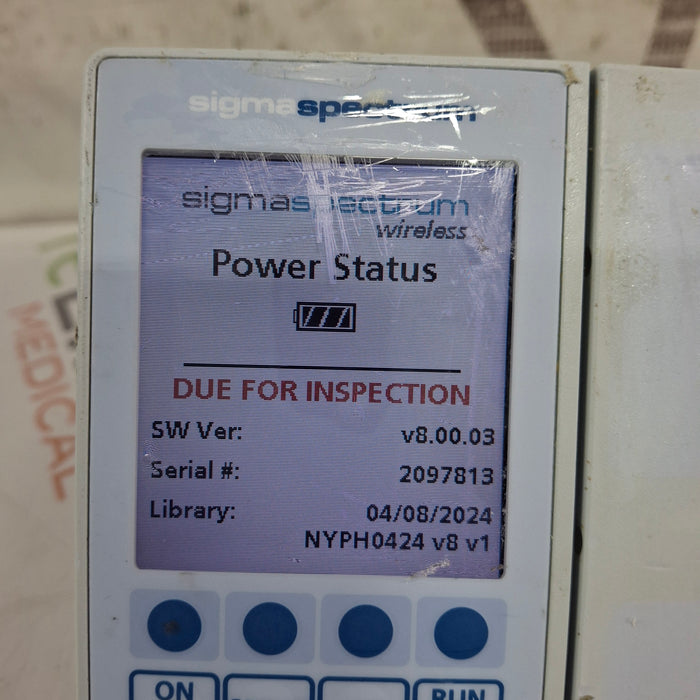 sigmaspectrum
sigmaspectrum
wireless
Power Status
DUE FOR INSPECTION
SW Ver: v8.00.03
Serial #: 2097813
Library: 04/08/2024
NYPH0424 v8 v1
ON
RUN
MEDICAL